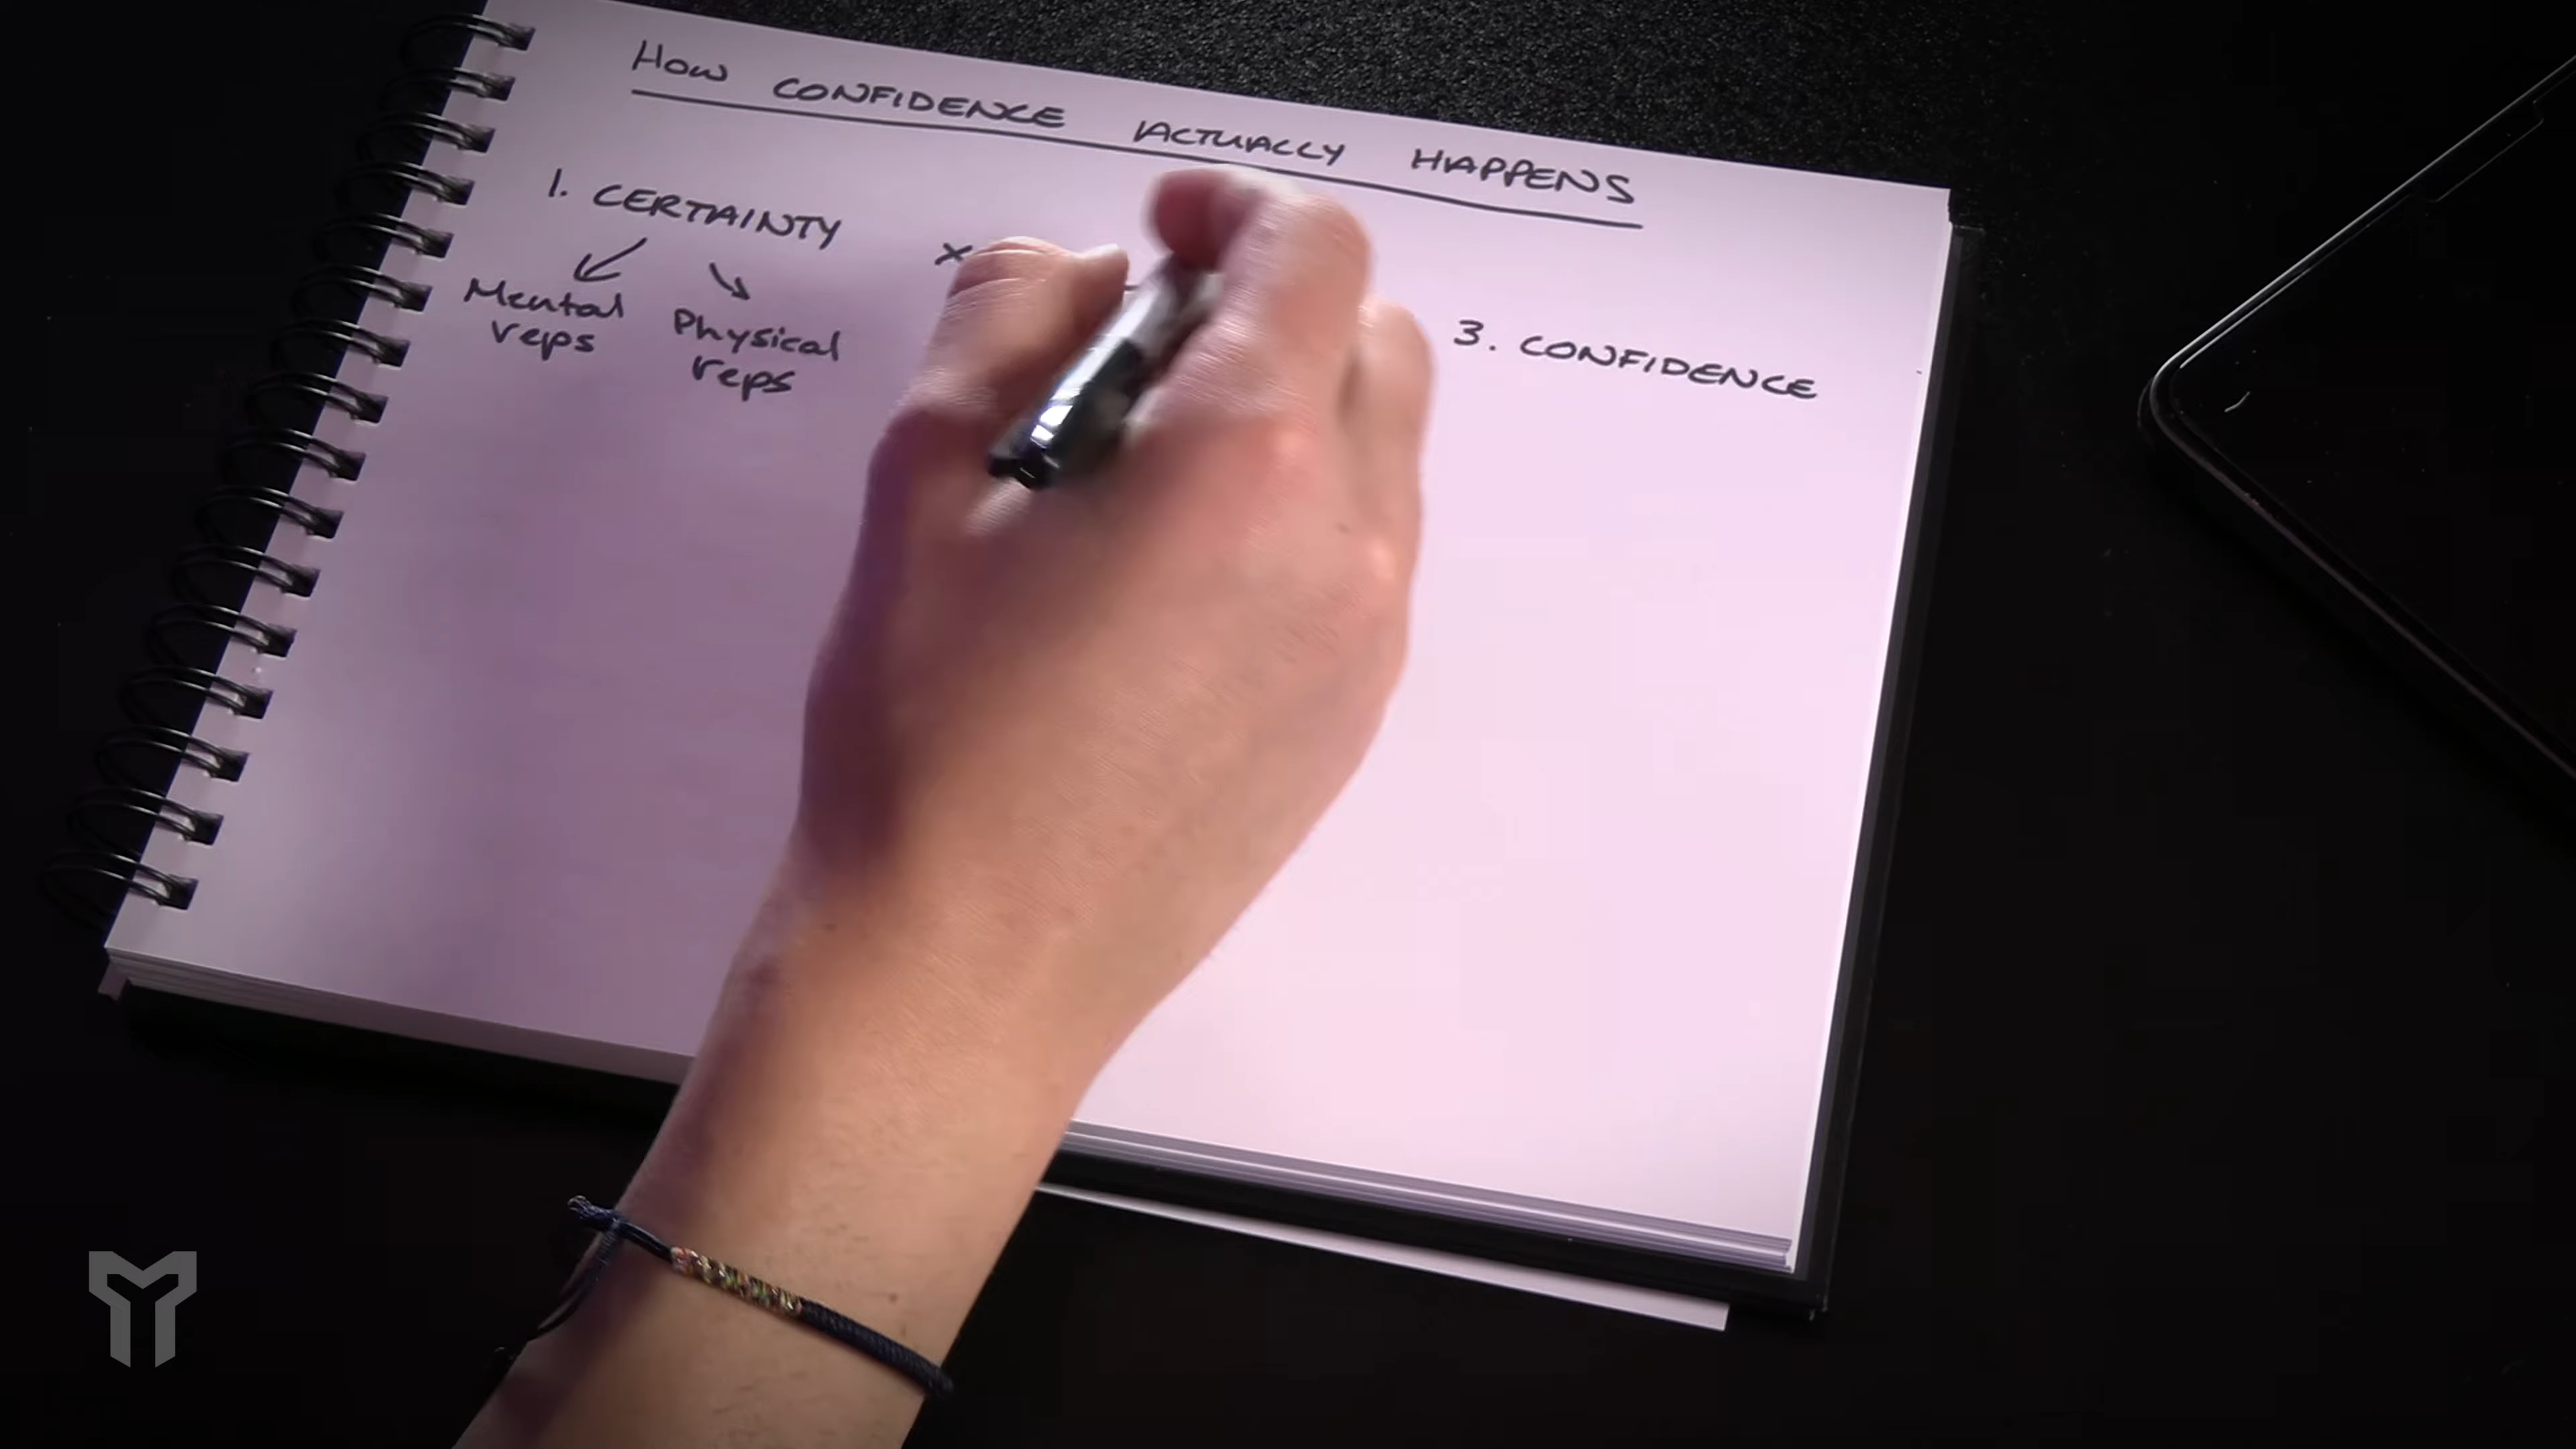 How CONFIDENCE ACTUALLY HAPPENS
1. CERTAINTY
×
3. CONFIDENCE
Mental
reps
Physical
reps